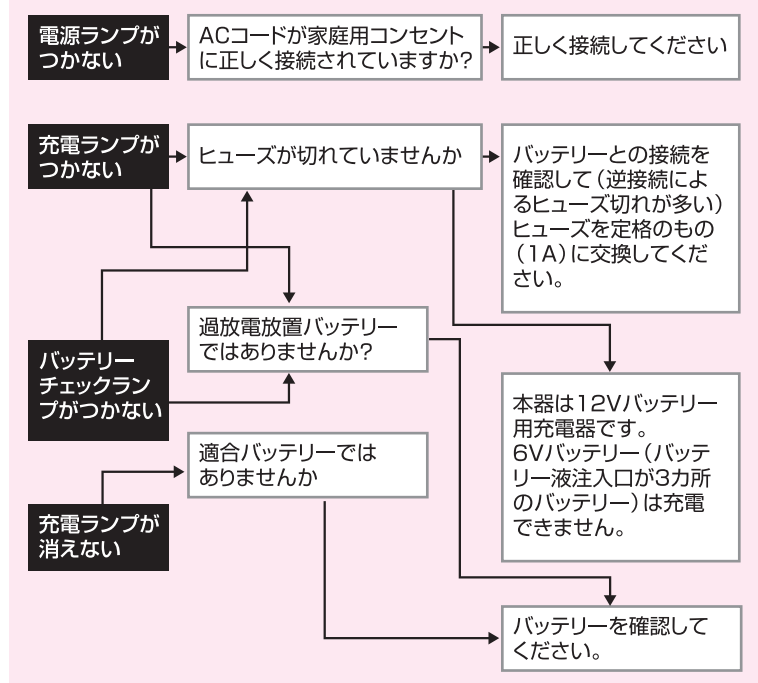 電源ランプが
つかない
ACコードが家庭用コンセント
に正しく接続されていますか？
正しく接続してください
充電ランプが
つかない
ヒューズが切れていませんか
バッテリーとの接続を
確認して（逆接続によ
るヒューズ切れが多い）
ヒューズを定格のもの
（1A）に交換してくだ
さい。
過放電放置バッテリー
ではありませんか？
バッテリー
チェックラン
プがつかない
本器は12Vバッテリー
用充電器です。
6Vバッテリー（バッテ
リー液注入口が3カ所
のバッテリー）は充電
できません。
適合バッテリーでは
ありませんか
充電ランプが
消えない
バッテリーを確認して
ください。